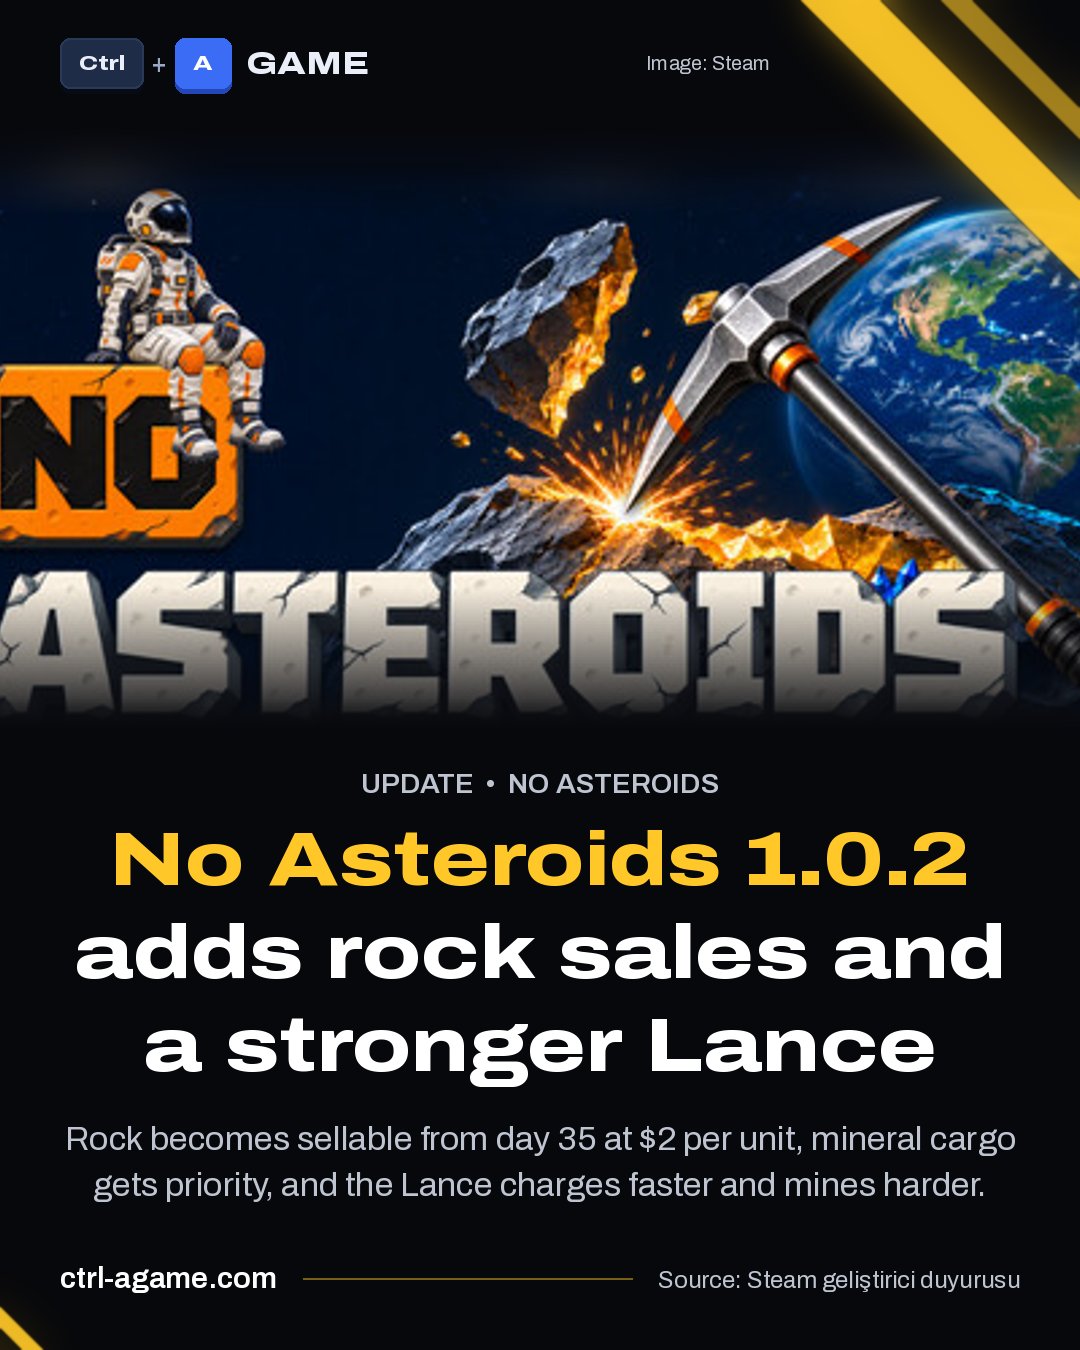 Ctrl + A GAME
Image: Steam
NO
ASTEROIDS
UPDATE • NO ASTEROIDS
No Asteroids 1.0.2
adds rock sales and
a stronger Lance
Rock becomes sellable from day 35 at $2 per unit, mineral cargo
gets priority, and the Lance charges faster and mines harder.
ctrl-agame.com
Source: Steam geliştirici duyurusu